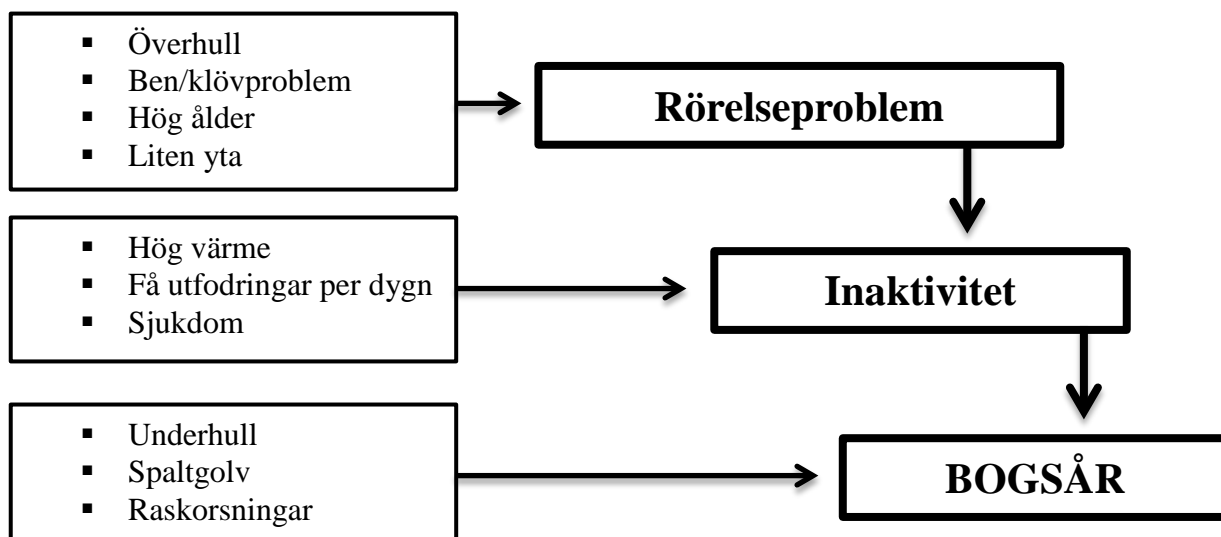 ▪ Överhull
▪ Ben/klövproblem
▪ Hög ålder
▪ Liten yta
Rörelseproblem
▪ Hög värme
▪ Få utfodringar per dygn
▪ Sjukdom
Inaktivitet
▪ Underhull
▪ Spaltgolv
▪ Raskorsningar
BOGSÅR